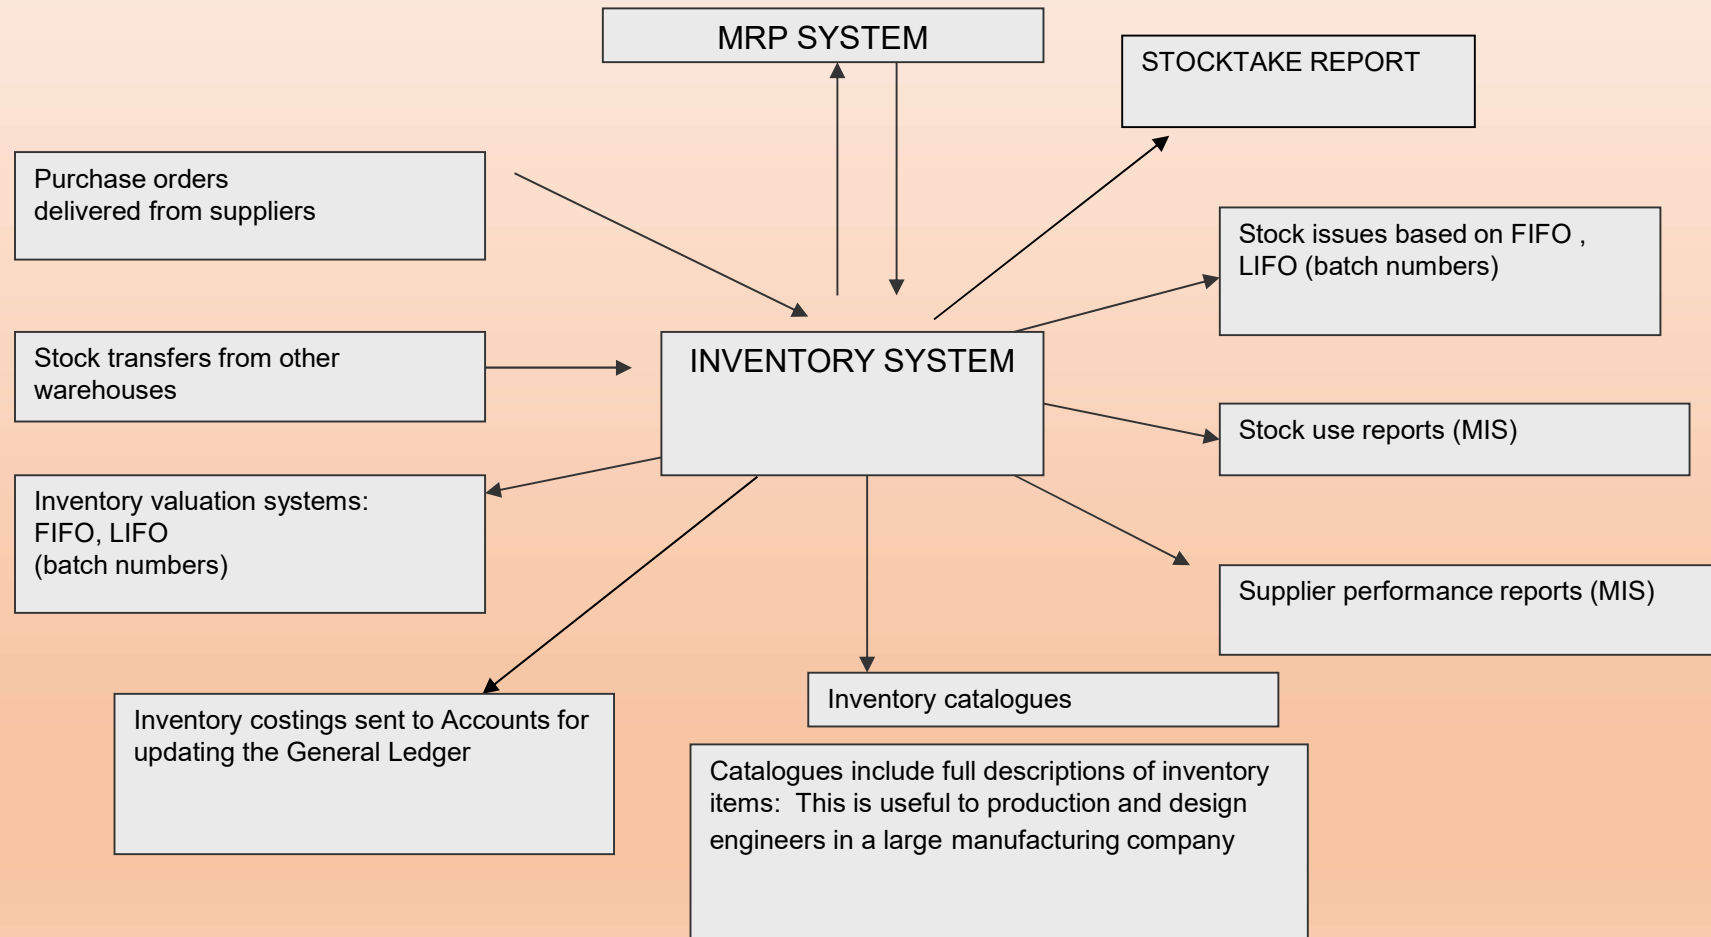 MRP SYSTEM
STOCKTAKE REPORT
Purchase orders
delivered from suppliers
Stock issues based on FIFO ,
LIFO (batch numbers)
Stock transfers from other
warehouses
INVENTORY SYSTEM
Stock use reports (MIS)
Inventory valuation systems:
FIFO, LIFO
(batch numbers)
Supplier performance reports (MIS)
Inventory costings sent to Accounts for
updating the General Ledger
Inventory catalogues
Catalogues include full descriptions of inventory
items:  This is useful to production and design
engineers in a large manufacturing company